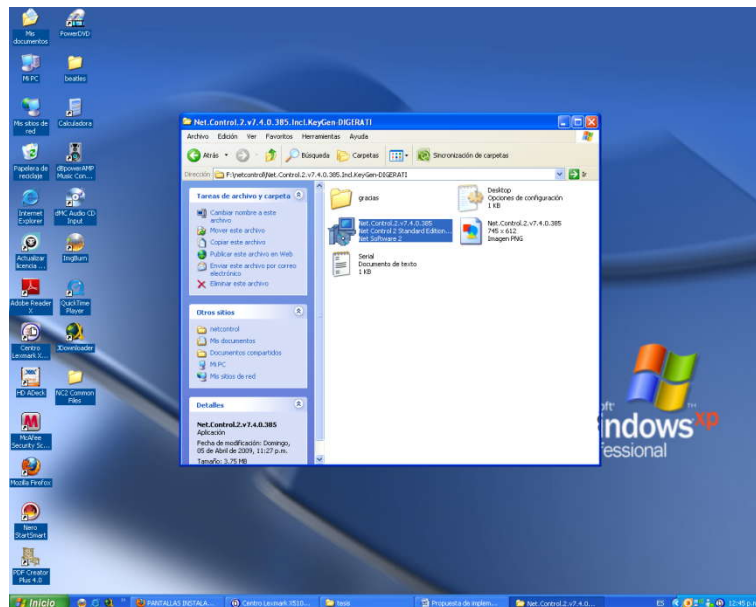 Mis
documentos
PowerDVD
Mi PC
beatles
Mis sitios de
red
Calculadora
Papelera de
reciclaje
dBpowerAMP
Music Con...
Internet
Explorer
dMC Audio CD
Input
Actualizar
licencia ...
ImgBurn
Adobe Reader
X
QuickTime
Player
Centro
Lexmark X...
JDownloader
HD ADeck
NC2 Common
Files
McAfee
Security Sc...
Mozilla Firefox
Nero
StartSmart
PDF Creator
Plus 4.0
Net.Control.2.v7.4.0.385.Incl.KeyGen-DIGERATI
Archivo Edición Ver Favoritos Herramientas Ayuda
Atrás Búsqueda Carpetas Sincronización de carpetas
Dirección F:\netcontrol\Net.Control.2.v7.4.0.385.Incl.KeyGen-DIGERATI Ir
Tareas de archivo y carpeta
Cambiar nombre a este
archivo
Mover este archivo
Copiar este archivo
Publicar este archivo en Web
Enviar este archivo por correo
electrónico
Eliminar este archivo
Otros sitios
netcontrol
Mis documentos
Documentos compartidos
Mi PC
Mis sitios de red
Detalles
Net.Control.2.v7.4.0.385
Aplicación
Fecha de modificación: Domingo,
05 de Abril de 2009, 11:27 p.m.
Tamaño: 3.75 MB
gracias
Desktop
Opciones de configuración
1 KB
Net.Control.2.v7.4.0.385
Net Control 2 Standard Edition...
Net Software 2
Net.Control.2.v7.4.0.385
745 x 612
Imagen PNG
Serial
Documento de texto
1 KB
oft
ndows xp
fessional
Inicio
PANTALLAS INSTALA...
Centro Lexmark 3510...
tesis
Propuesta de implem...
Net.Control.2.v7.4.0...
ES